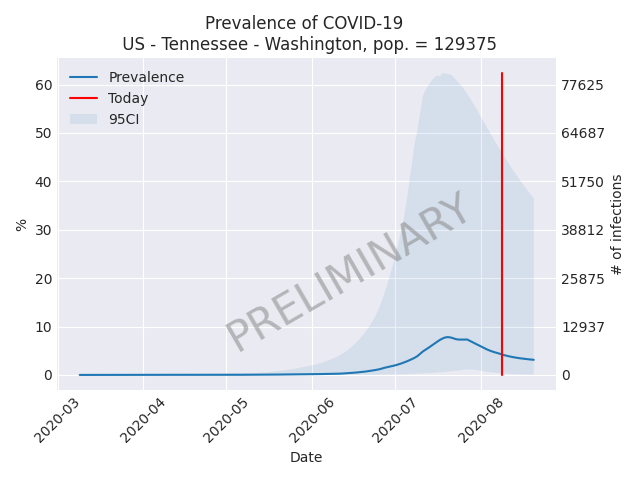 Prevalence of COVID-19
US - Tennessee - Washington, pop. = 129375
Prevalence
Today
95CI
60
50
40
30
20
10
0
%
77625
64687
51750
38812
25875
12937
0
# of infections
PRELIMINARY
2020-03
2020-04
2020-05
2020-06
2020-07
2020-08
Date